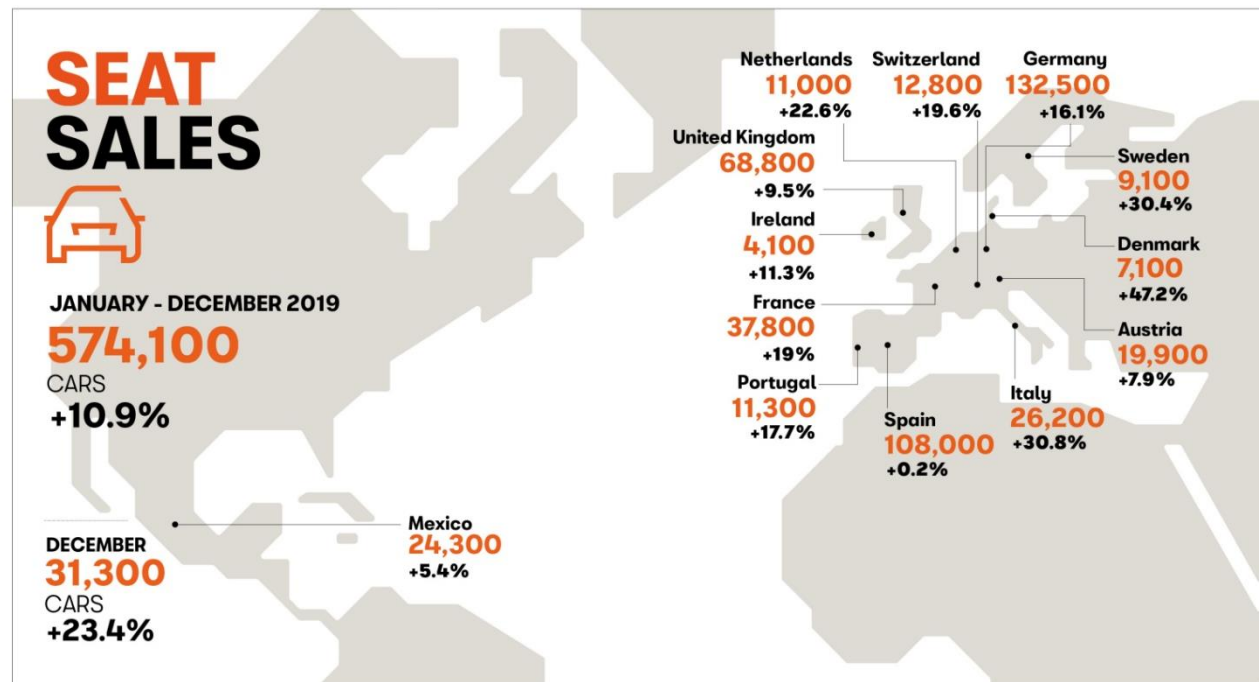 SEAT
SALES
JANUARY - DECEMBER 2019
574,100
CARS
+10.9%
DECEMBER
31,300
CARS
+23.4%
Mexico
24,300
+5.4%
Netherlands
11,000
+22.6%
Switzerland
12,800
+19.6%
Germany
132,500
+16.1%
United Kingdom
68,800
+9.5%
Ireland
4,100
+11.3%
France
37,800
+19%
Portugal
11,300
+17.7%
Spain
108,000
+0.2%
Italy
26,200
+30.8%
Sweden
9,100
+30.4%
Denmark
7,100
+47.2%
Austria
19,900
+7.9%